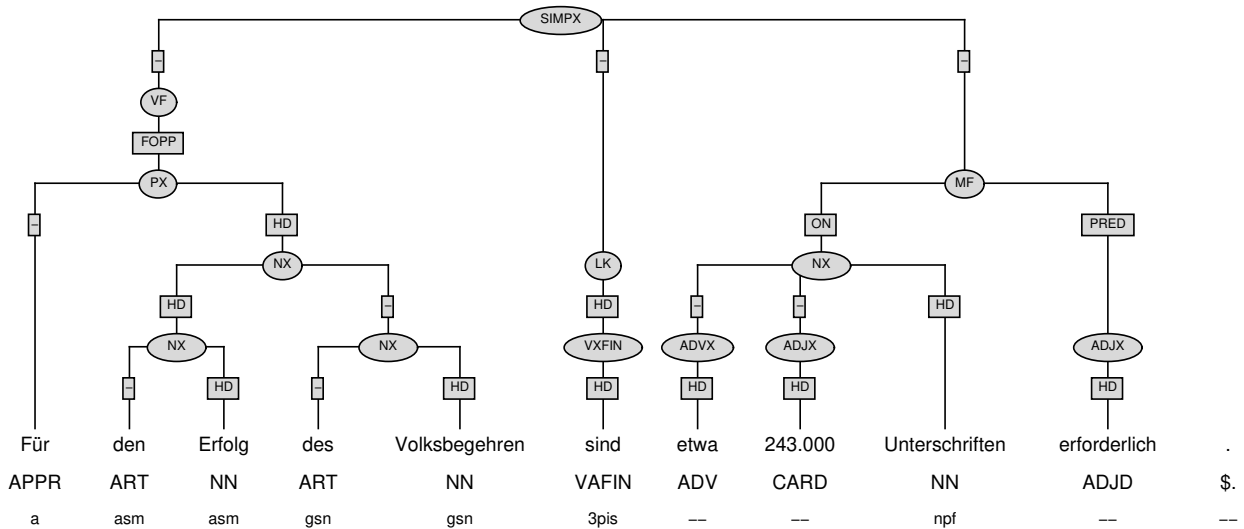 SIMPX
– – –
VF
FOPP
PX MF
– HD ON PRED
NX LK NX
HD – HD – – HD
NX NX VXFIN ADVX ADJX ADJX
– HD – HD HD HD HD HD
Für den Erfolg des Volksbegehren sind etwa 243.000 Unterschriften erforderlich .
APPR ART NN ART NN VAFIN ADV CARD NN ADJD $.
a asm asm gsn gsn 3pis –– –– npf –– ––